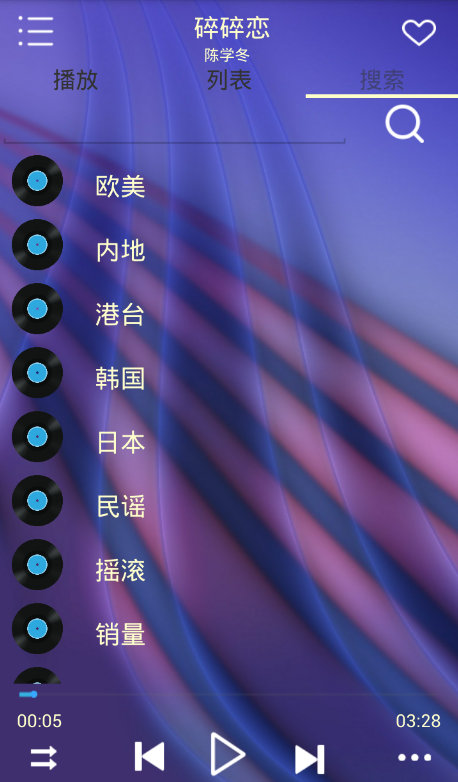 碎碎恋
陈学冬
播放 列表 搜索
欧美
内地
港台
韩国
日本
民谣
摇滚
销量
00:05 03:28